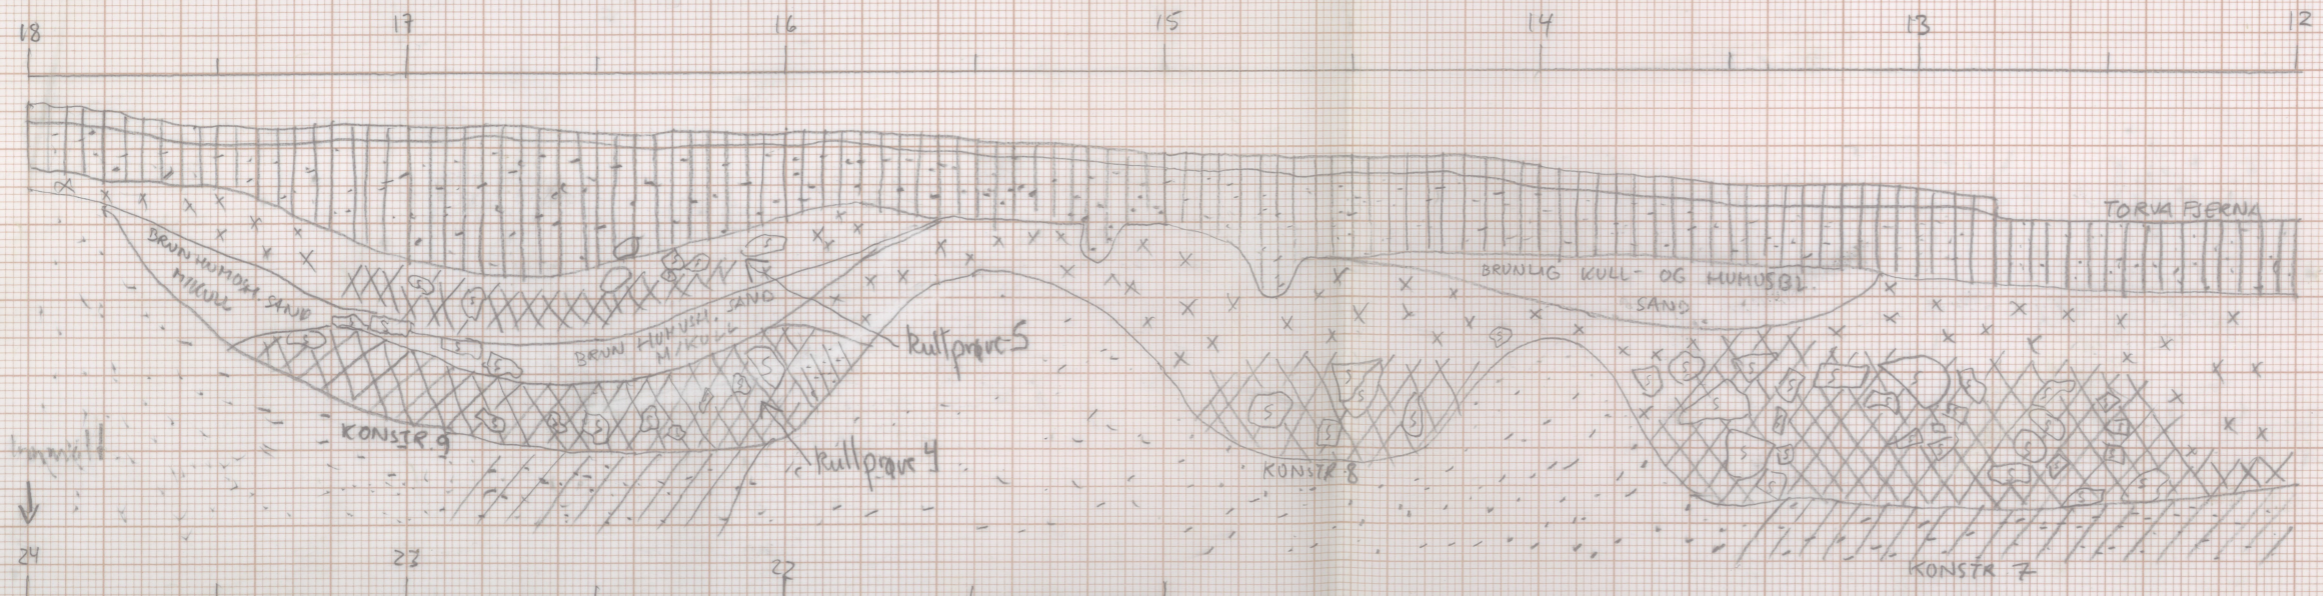 18 17 16 15 14 13 12
TORVA FJERNA
BRUN HUMUSH. SAND
M/KULL
BRUNLIG KULL- OG HUMUSBL.
SAND
BRUN HUMUSH. SAND
M/KULL
kullprøve 5
KONSTR. 9
kullprøve 4
KONSTR. 8
KONSTR 7
24 23 22